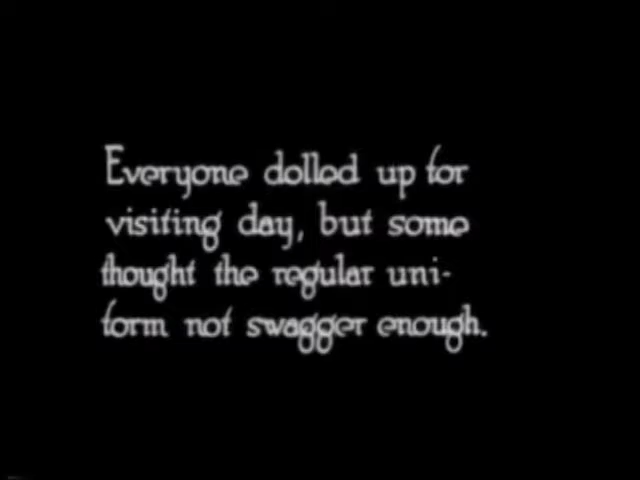 Everyone dolled up for
visiting day, but some
thought the regular uni-
form not swagger enough.